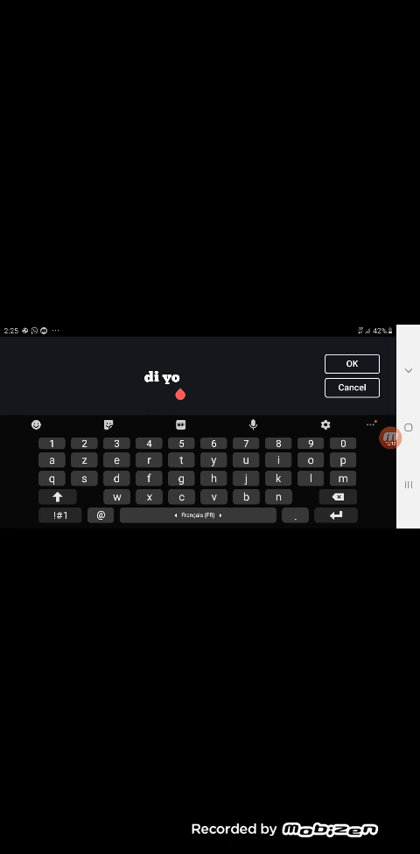 2:25 42%
di yo
OK
Cancel
1 2 3 4 5 6 7 8 9 0
a z e r t y u i o p
q s d f g h j k l m
w x c v b n
!#1 @ Français (FR) .
Recorded by mobizen